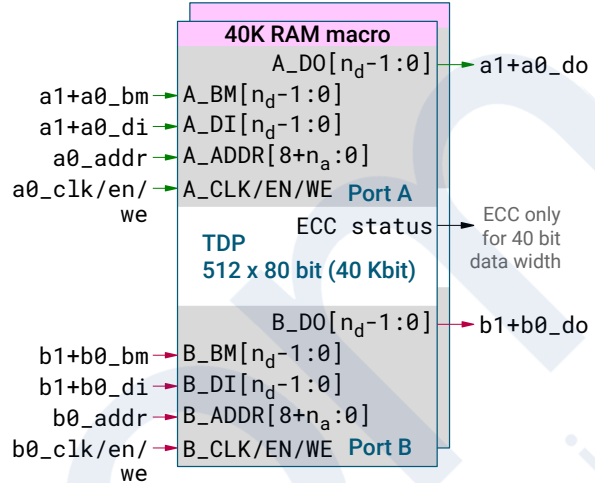 40K RAM macro
A_DO[nd-1:0]
a1+a0_do
a1+a0_bm
A_BM[nd-1:0]
a1+a0_di
A_DI[nd-1:0]
a0_addr
A_ADDR[8+na:0]
a0_clk/en/
we
A_CLK/EN/WE
Port A
ECC status
ECC only
for 40 bit
data width
TDP
512 x 80 bit (40 Kbit)
B_DO[nd-1:0]
b1+b0_do
b1+b0_bm
B_BM[nd-1:0]
b1+b0_di
B_DI[nd-1:0]
b0_addr
B_ADDR[8+na:0]
b0_clk/en/
we
B_CLK/EN/WE
Port B